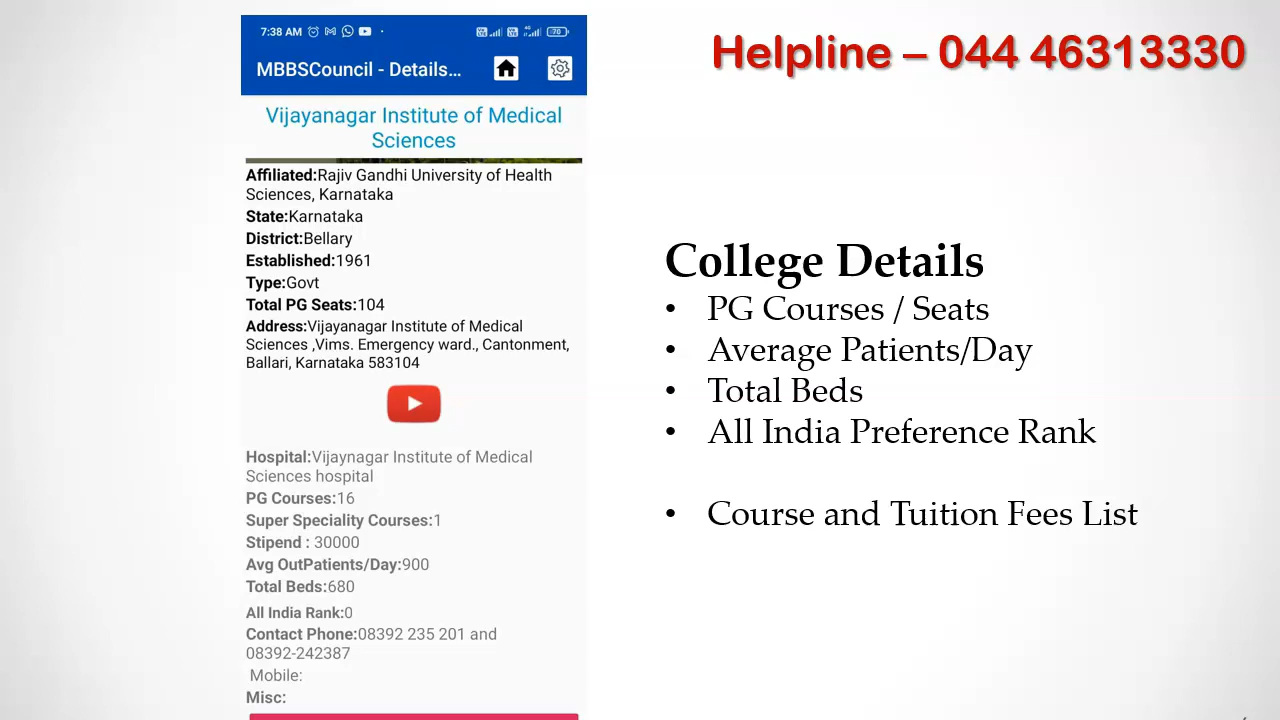 7:38 AM
70
MBBSCouncil - Details...
Vijayanagar Institute of Medical
Sciences
Affiliated:Rajiv Gandhi University of Health
Sciences, Karnataka
State:Karnataka
District:Bellary
Established:1961
Type:Govt
Total PG Seats:104
Address:Vijayanagar Institute of Medical
Sciences ,Vims. Emergency ward., Cantonment,
Ballari, Karnataka 583104
Hospital:Vijaynagar Institute of Medical
Sciences hospital
PG Courses:16
Super Speciality Courses:1
Stipend : 30000
Avg OutPatients/Day:900
Total Beds:680
All India Rank:0
Contact Phone:08392 235 201 and
08392-242387
Mobile:
Misc:
Helpline – 044 46313330
College Details
• PG Courses / Seats
• Average Patients/Day
• Total Beds
• All India Preference Rank
• Course and Tuition Fees List